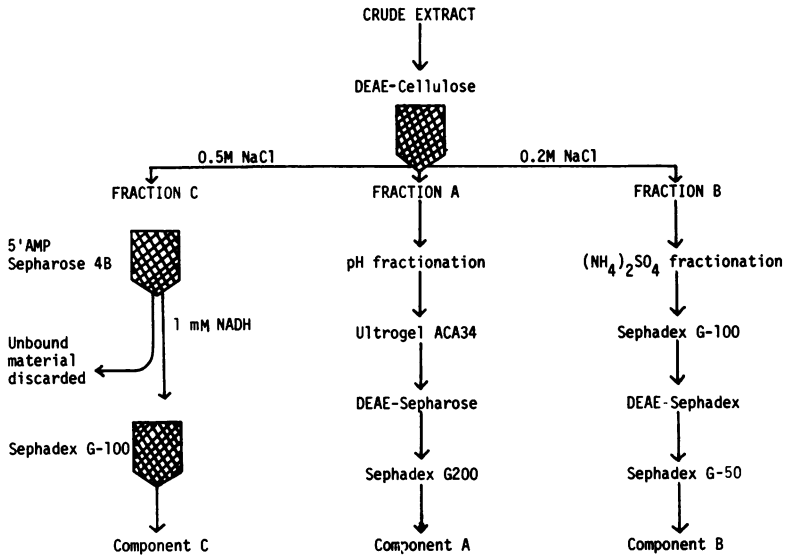 CRUDE EXTRACT
DEAE-Cellulose
0.5M NaCl
0.2M NaCl
FRACTION C
FRACTION A
FRACTION B
5'AMP
Sepharose 4B
pH fractionation
(NH4)2SO4 fractionation
1 mM NADH
Unbound
material
discarded
Ultrogel ACA34
Sephadex G-100
DEAE-Sepharose
DEAE-Sephadex
Sephadex G-100
Sephadex G200
Sephadex G-50
Component C
Component A
Component B